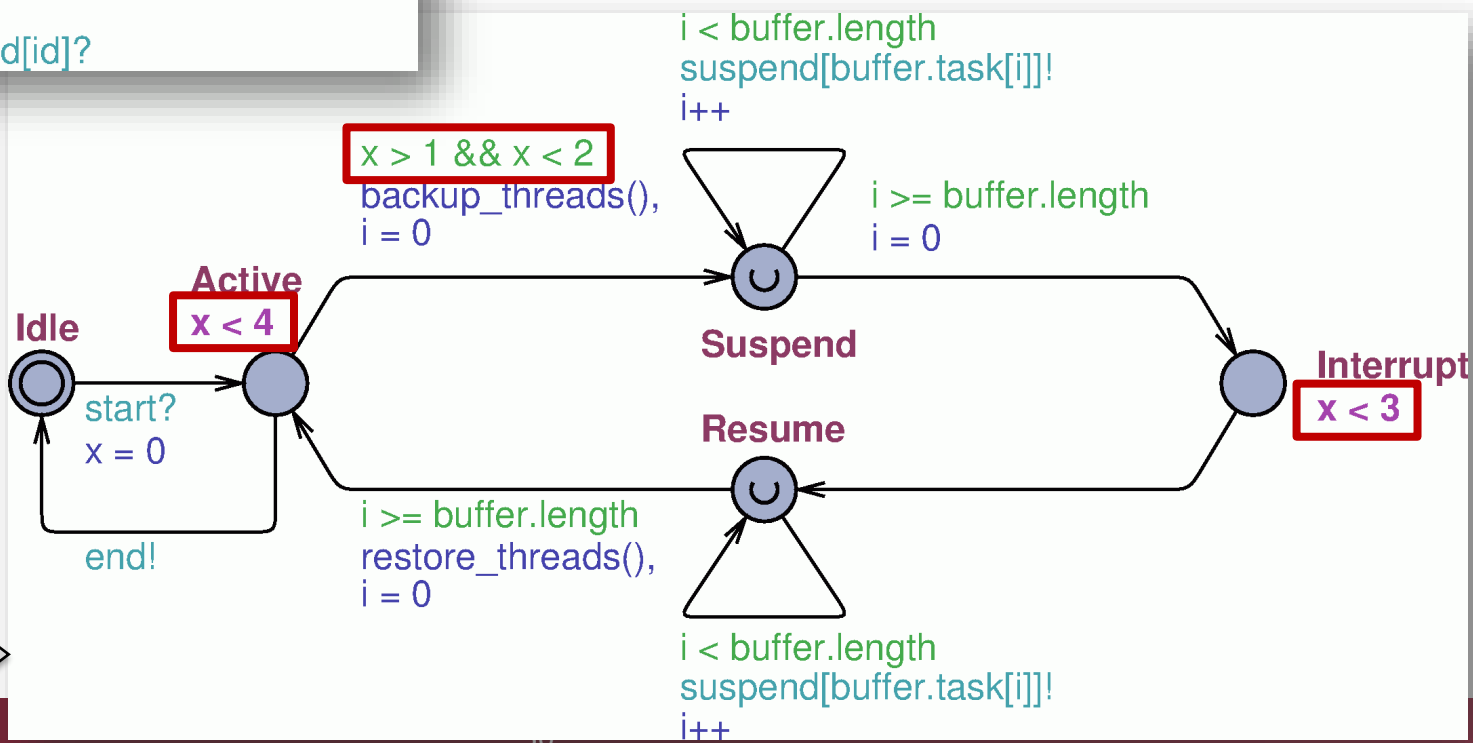 d[id]?
i < buffer.length
suspend[buffer.task[i]]!
i++
x > 1 && x < 2
backup_threads(),
i = 0
i >= buffer.length
i = 0
Active
x < 4
Idle
start?
x = 0
end!
Suspend
Interrupt
x < 3
Resume
i >= buffer.length
restore_threads(),
i = 0
i < buffer.length
suspend[buffer.task[i]]!
i++